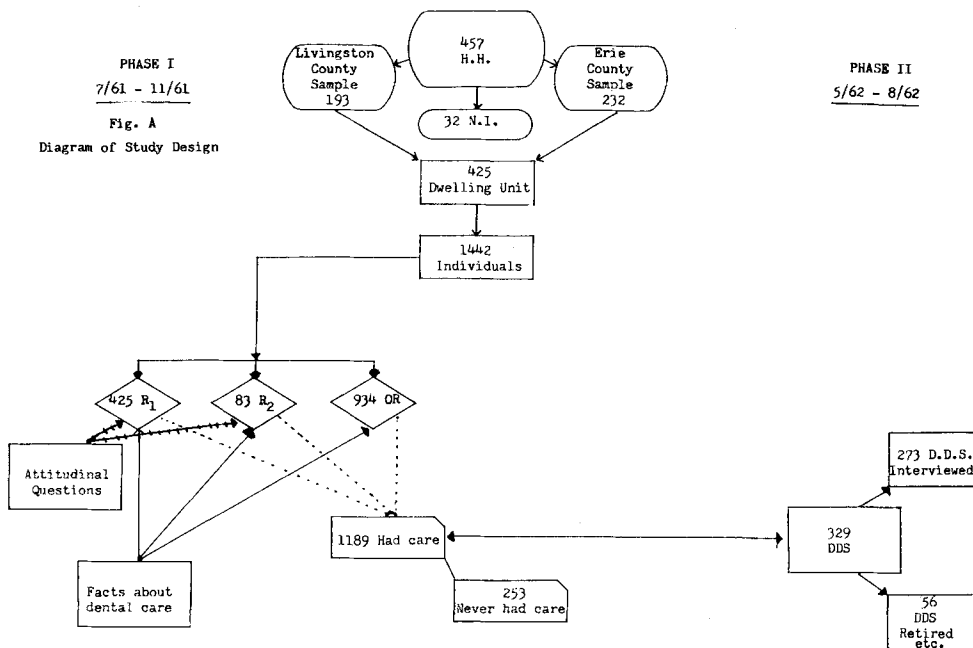 PHASE I
7/61 - 11/61
Fig. A
Diagram of Study Design
Livingston
County
Sample
193
457
H.H.
Erie
County
Sample
232
PHASE II
5/62 - 8/62
32 N.I.
425
Dwelling Unit
1442
Individuals
425 R1
83 R2
934 OR
Attitudinal
Questions
Facts about
dental care
1189 Had care
253
Never had care
273 D.D.S.
Interviewed
329
DDS
56
DDS
Retired
etc.